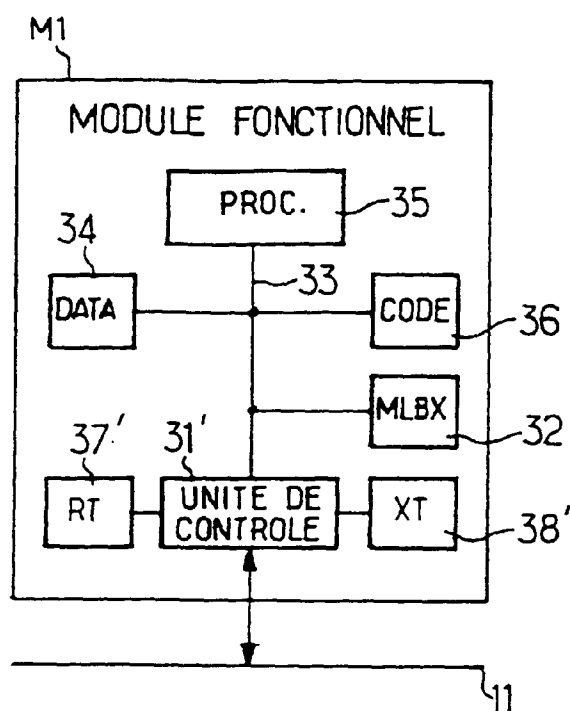 M1
MODULE FONCTIONNEL
PROC.
35
34
33
DATA
CODE
36
MLBX
32
37'
31'
RT
UNITE DE
CONTRÔLE
XT
38'
11